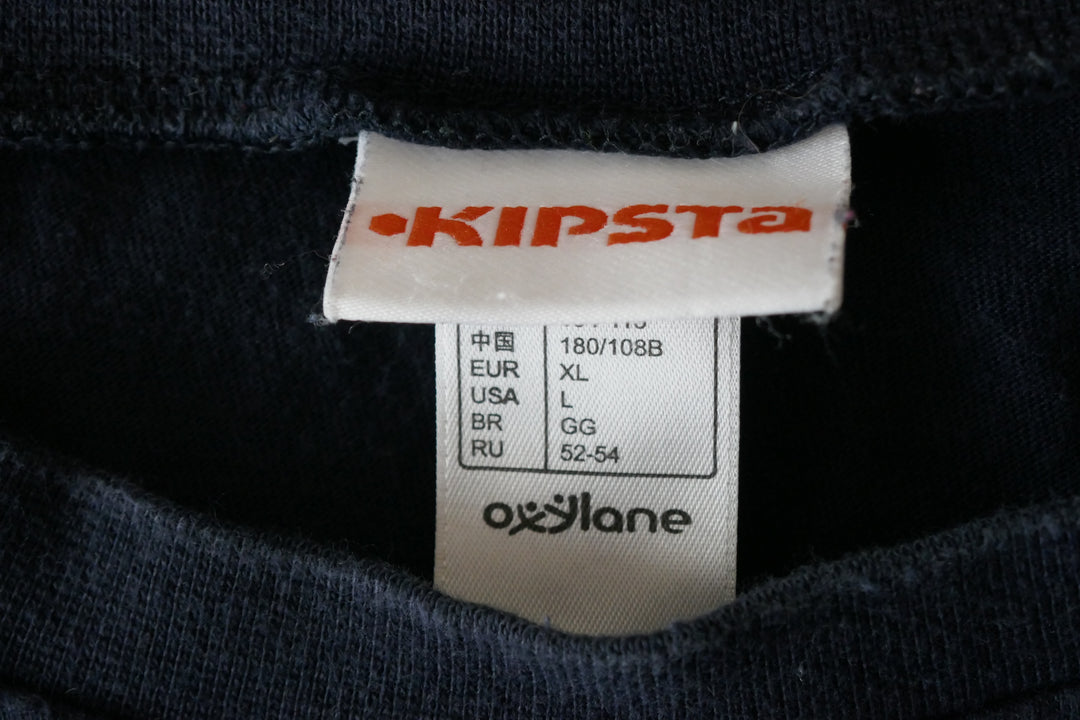 KIPSTA
中国 180/108B
EUR XL
USA L
BR GG
RU 52-54
oxylane